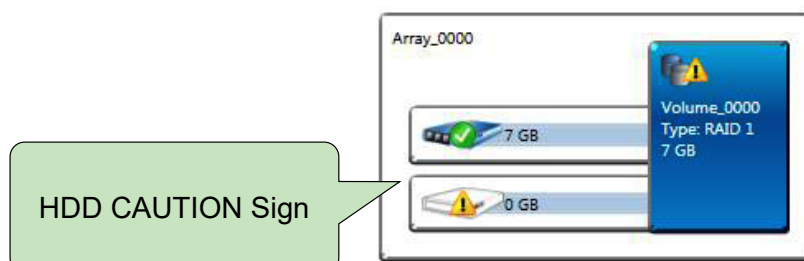 Array_0000
Volume_0000
Type: RAID 1
7 GB
7 GB
0 GB
HDD CAUTION Sign